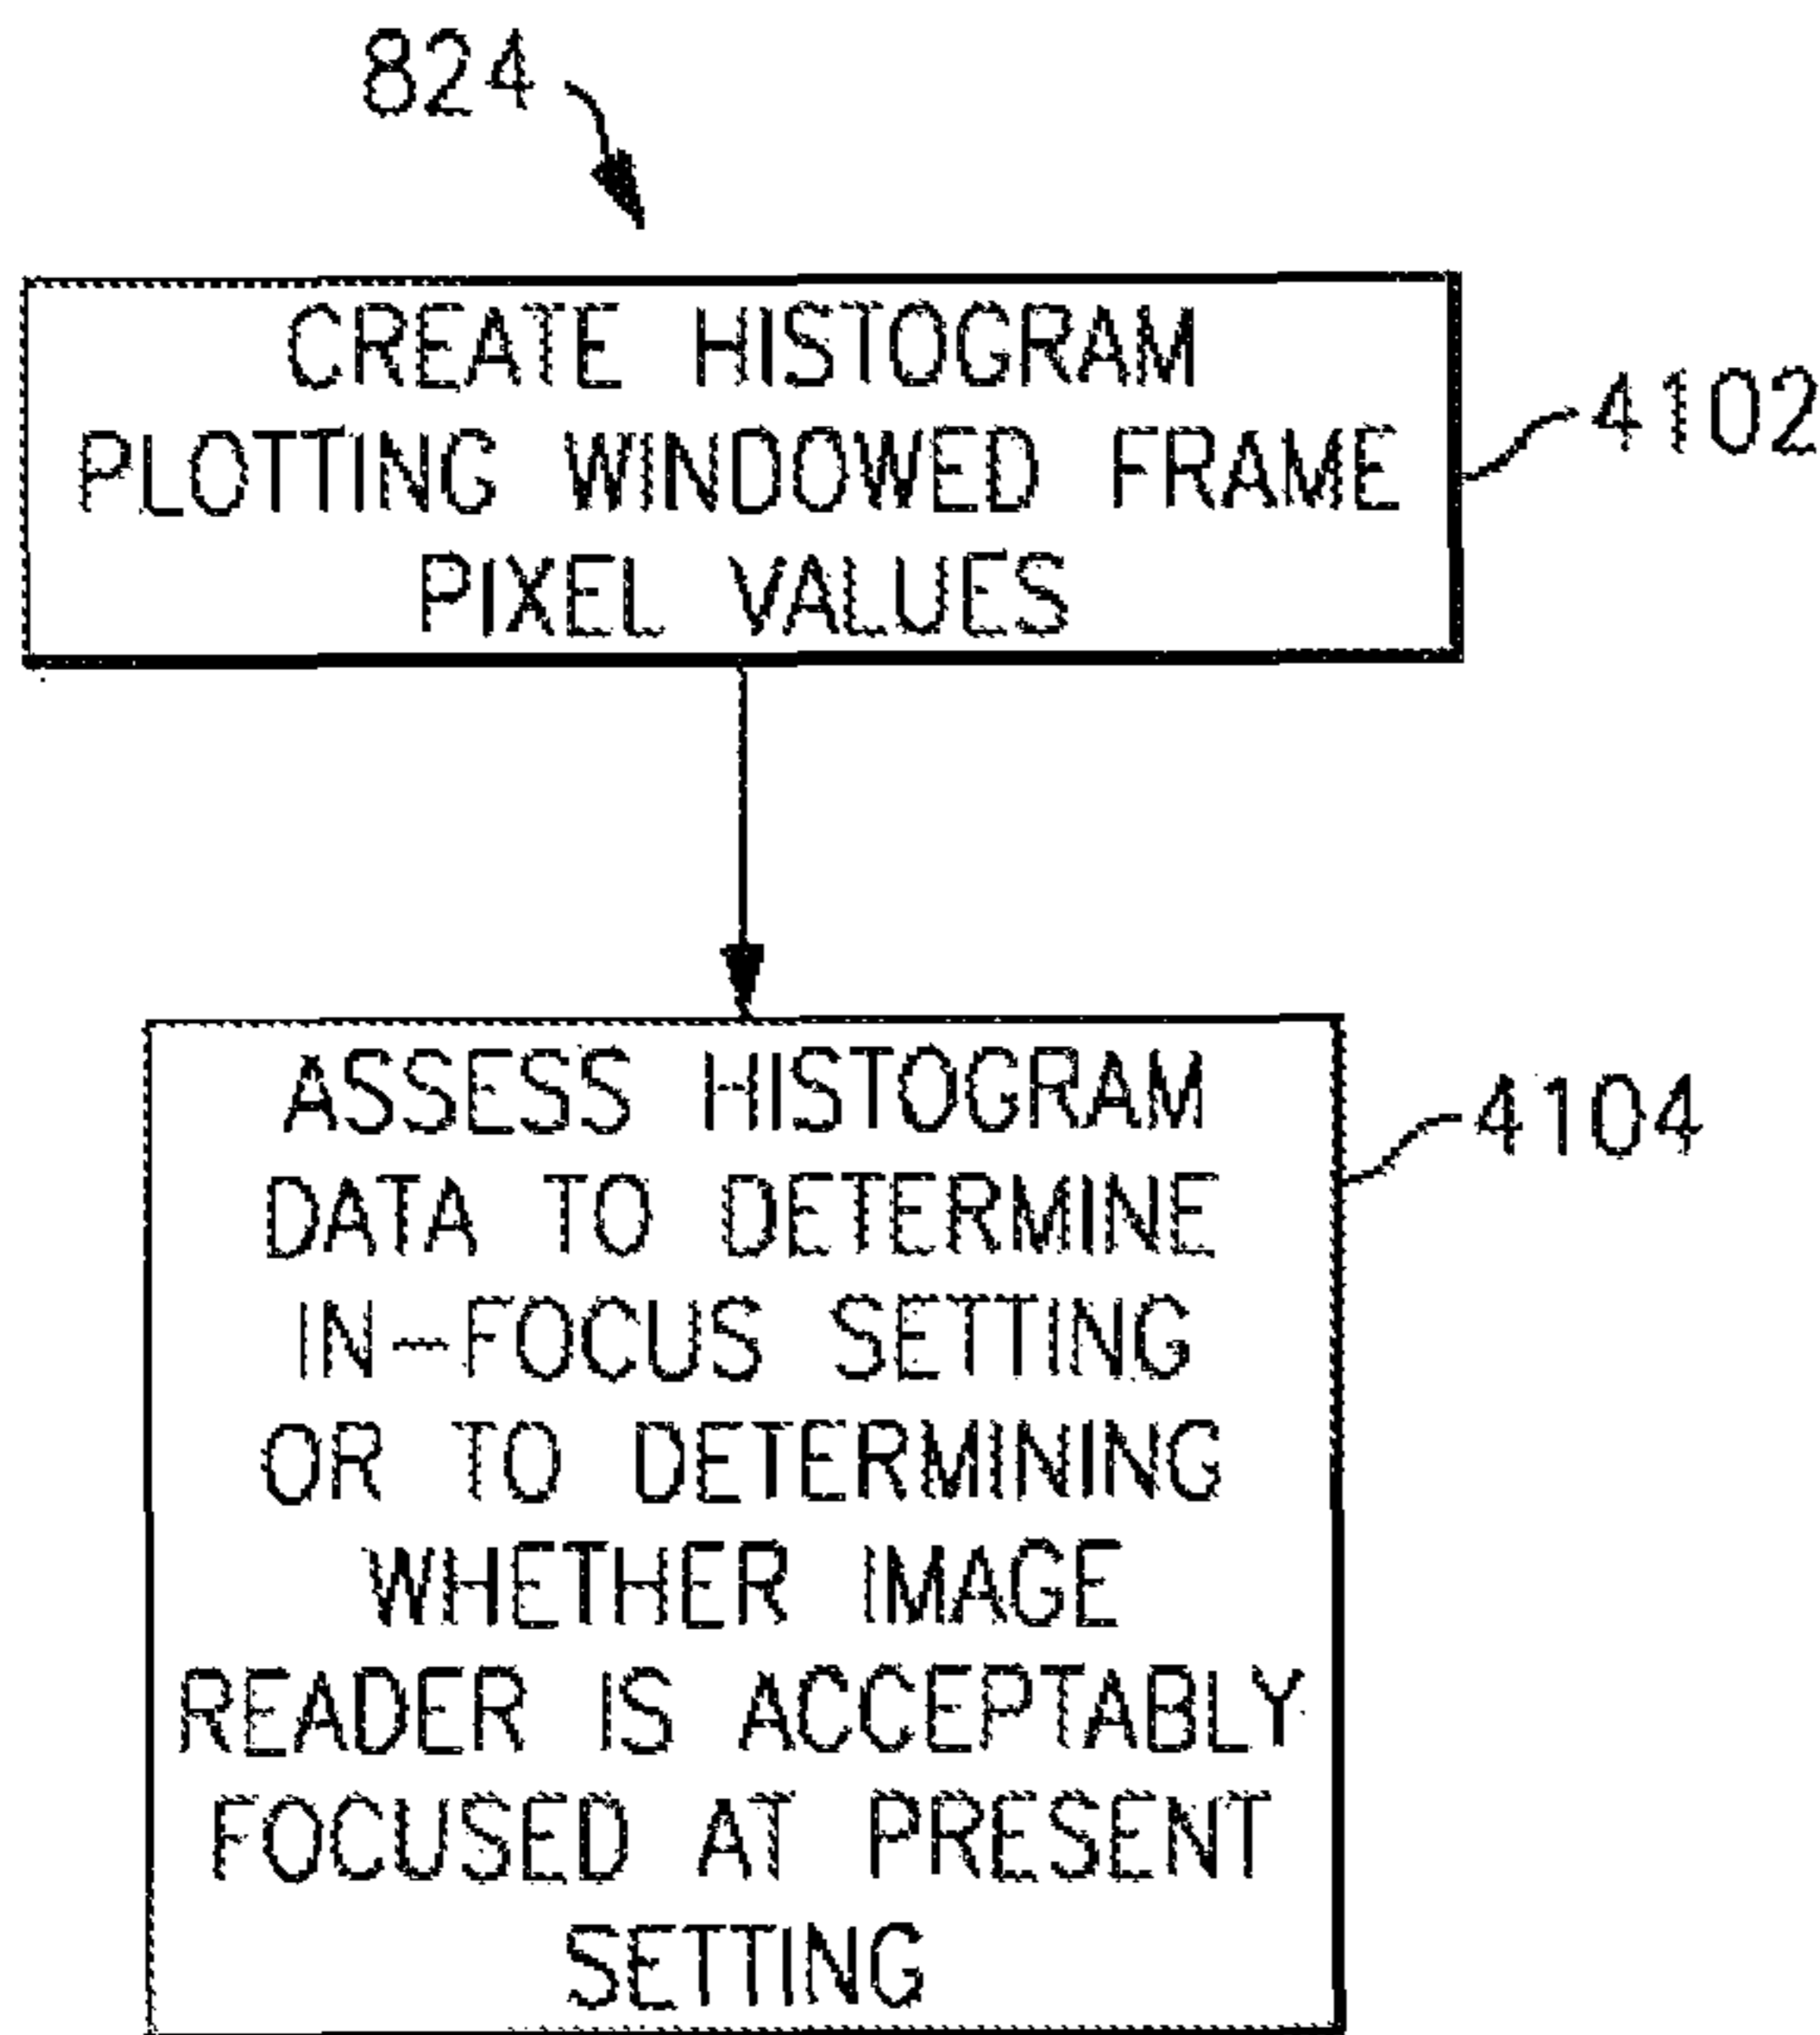 824
CREATE HISTOGRAM
PLOTTING WINDOWED FRAME
PIXEL VALUES
4102
ASSESS HISTOGRAM
DATA TO DETERMINE
IN-FOCUS SETTING
OR TO DETERMINING
WHETHER IMAGE
READER IS ACCEPTABLY
FOCUSED AT PRESENT
SETTING
4104